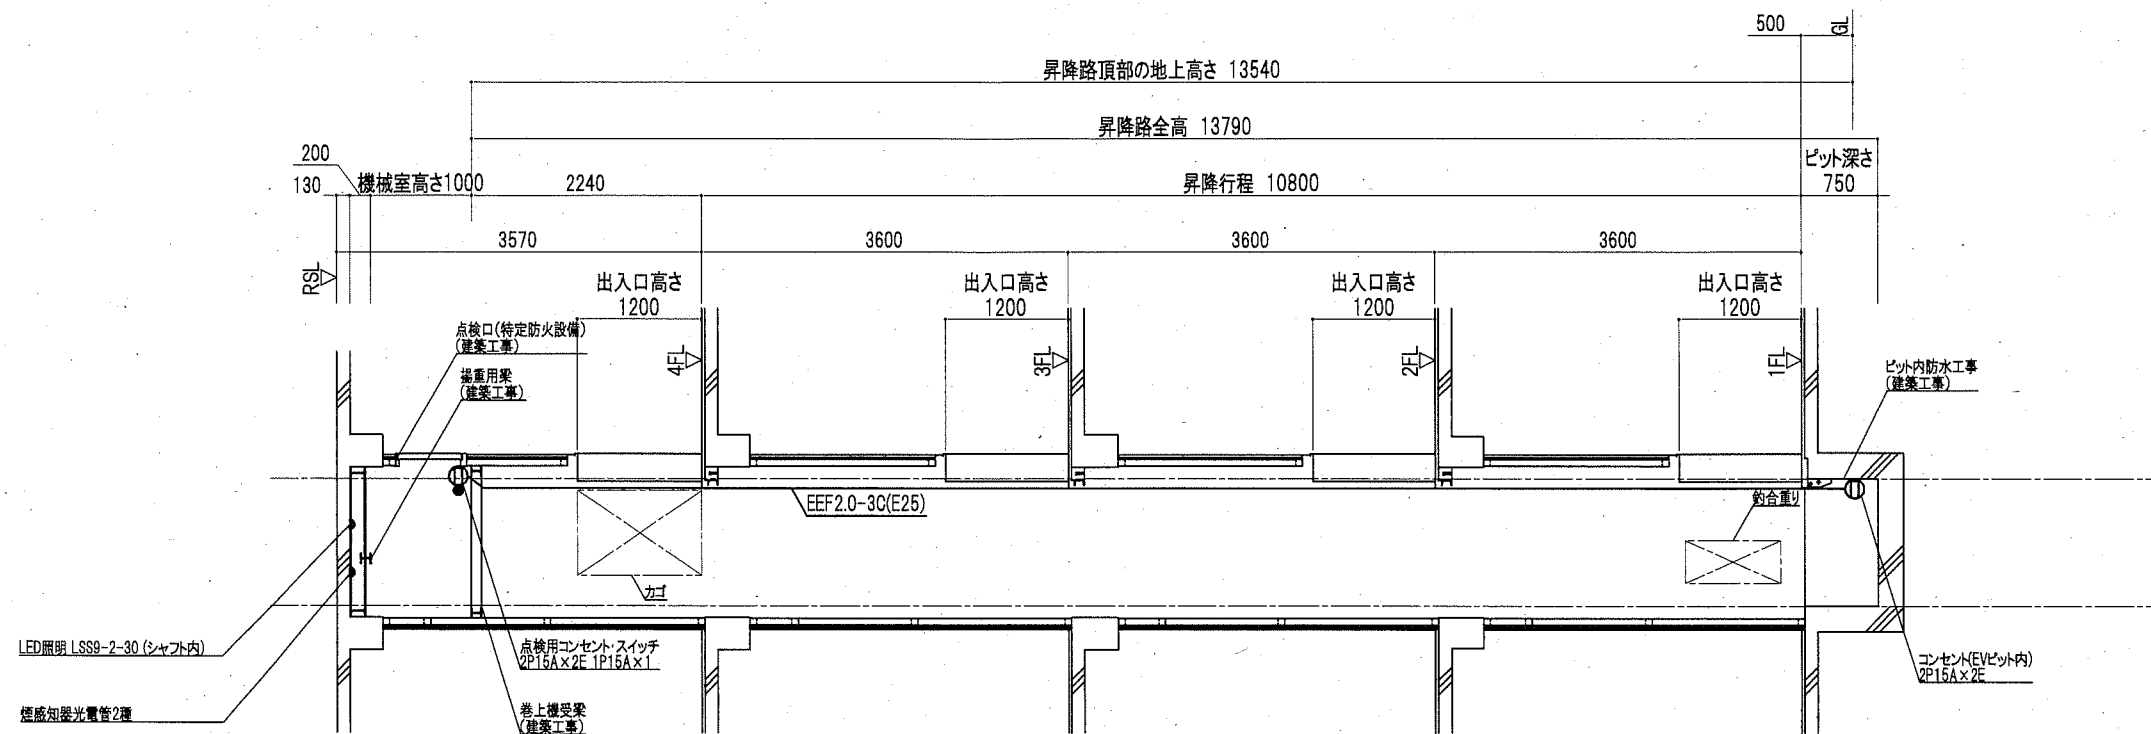 500
GL
昇降路頂部の地上高さ 13540
昇降路全高 13790
200
130
機械室高さ1000
2240
昇降行程 10800
ピット深さ
750
3570
3600
3600
3600
RSL
出入口高さ
1200
出入口高さ
1200
出入口高さ
1200
出入口高さ
1200
4FL
3FL
2FL
1FL
点検口(特定防火設備)
(建築工事)
揚重用梁
(建築工事)
ピット内防水工事
(建築工事)
EEF2.0-3C(E25)
釣合重り
カゴ
LED照明 LSS9-2-30 (シャフト内)
点検用コンセント・スイッチ
2P15A×2E 1P15A×1
コンセント(EVピット内)
2P15A×2E
煙感知器光電管2種
巻上機受梁
(建築工事)